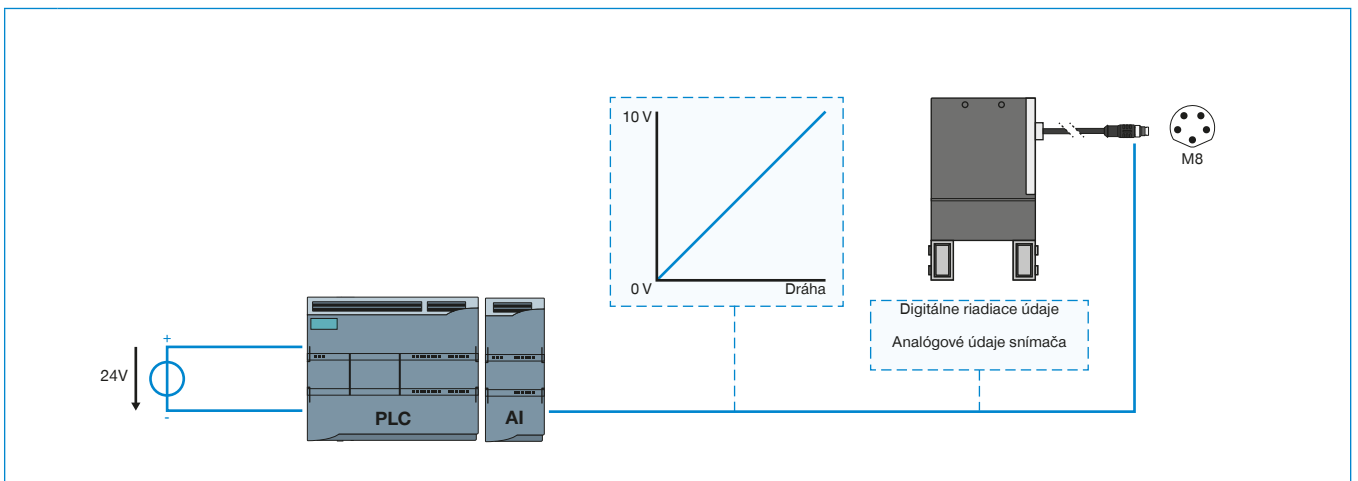 10 V
0 V
Dráha
M8
Digitálne riadiace údaje
Analógové údaje snímača
24V
+
-
PLC
AI